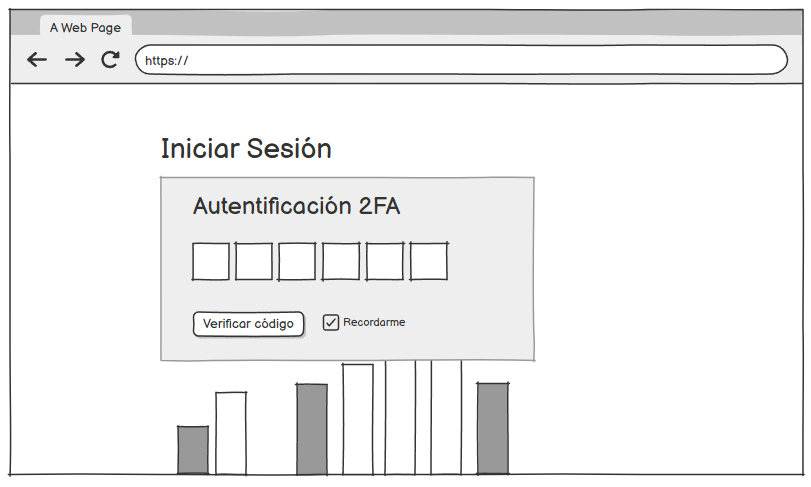 A Web Page
https://
Iniciar Sesión
Autentificación 2FA
Verificar código
Recordarme